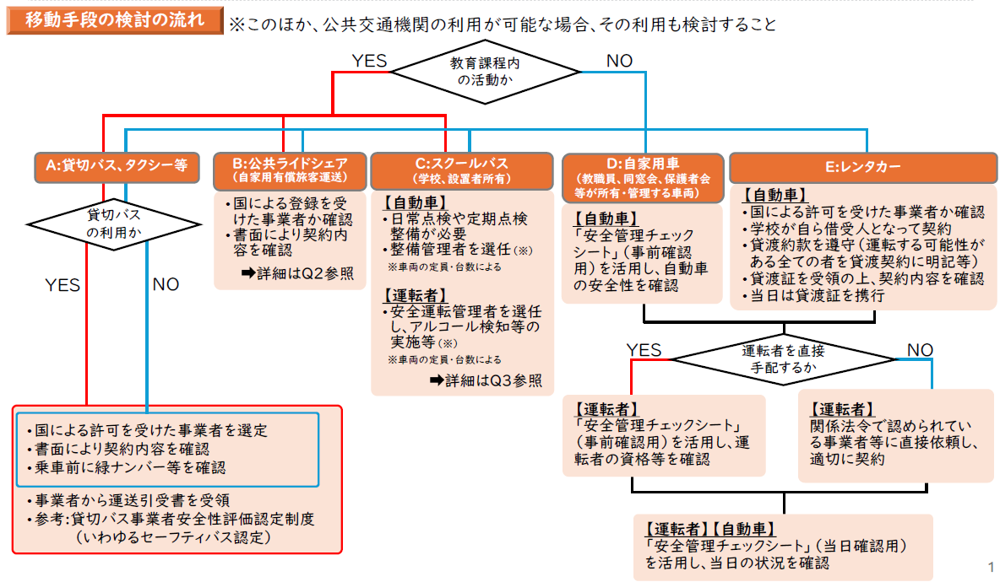 移動手段の検討の流れ
※このほか、公共交通機関の利用が可能な場合、その利用も検討すること
教育課程内
の活動か
YES
NO
A:貸切バス、タクシー等
貸切バス
の利用か
YES
NO
・国による許可を受けた事業者を選定
・書面により契約内容を確認
・乗車前に緑ナンバー等を確認
・事業者から運送引受書を受領
・参考:貸切バス事業者安全性評価認定制度
(いわゆるセーフティバス認定)
B:公共ライドシェア
(自家用有償旅客運送)
・国による登録を受
けた事業者か確認
・書面により契約内
容を確認
➡詳細はQ2参照
C:スクールバス
(学校、設置者所有)
【自動車】
・日常点検や定期点検
整備が必要
・整備管理者を選任(※)
※車両の定員・台数による
【運転者】
・安全運転管理者を選任
し、アルコール検知等の
実施等(※)
※車両の定員・台数による
➡詳細はQ3参照
D:自家用車
(教職員、同窓会、保護者会
等が所有・管理する車両)
【自動車】
「安全管理チェック
シート」(事前確認
用)を活用し、自動車
の安全性を確認
E:レンタカー
【自動車】
・国による許可を受けた事業者か確認
・学校が自ら借受人となって契約
・貸渡約款を遵守(運転する可能性が
ある全ての者を貸渡契約に明記等)
・貸渡証を受領の上、契約内容を確認
・当日は貸渡証を携行
運転者を直接
手配するか
YES
NO
【運転者】
「安全管理チェックシート」
(事前確認用)を活用し、運
転者の資格等を確認
【運転者】
関係法令で認められてい
る事業者等に直接依頼し、
適切に契約
【運転者】【自動車】
「安全管理チェックシート」(当日確認用)
を活用し、当日の状況を確認
1